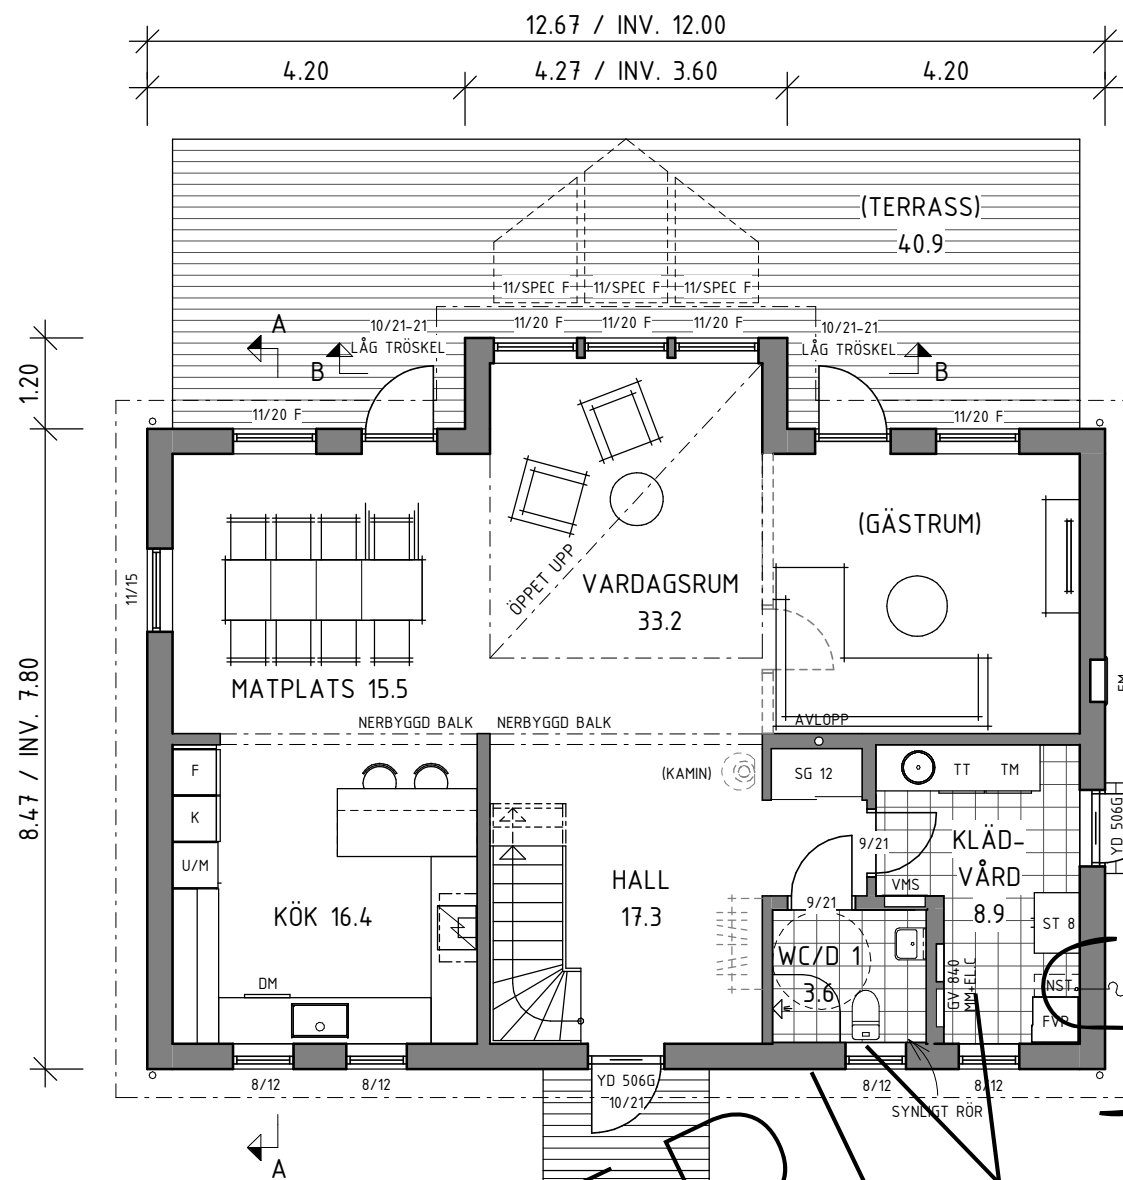 12.67 / INV. 12.00
4.20
4.27 / INV. 3.60
4.20
(TERRASS)
40.9
11/SPEC F
11/SPEC F
11/SPEC F
A
10/21-21
11/20 F
11/20 F
11/20 F
10/21-21
LÅG TRÖSKEL
LÅG TRÖSKEL
B
B
1.20
11/20 F
11/20 F
(GÄSTRUM)
ÖPPET UPP
VARDAGSRUM
33.2
11/15
MATPLATS 15.5
8.47 / INV. 7.80
NERBYGGD BALK
NERBYGGD BALK
AVLOPP
F
(KAMIN)
SG 12
TT
TM
K
YD 506G
U/M
9/21
KLÄD-
VÅRD
8.9
HALL
17.3
VMS
KÖK 16.4
9/21
ST 8
WC/D 1
3.6
GV 840
MM+EL.C
DM
NST.
FVP
YD 506G
10/21
8/12
8/12
8/12
8/12
SYNLIGT RÖR
A